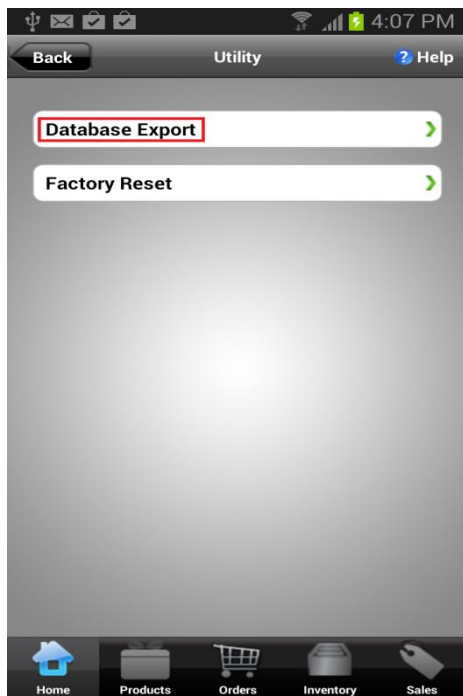 4:07 PM
Back Utility ? Help
Database Export
Factory Reset
Home Products Orders Inventory Sales